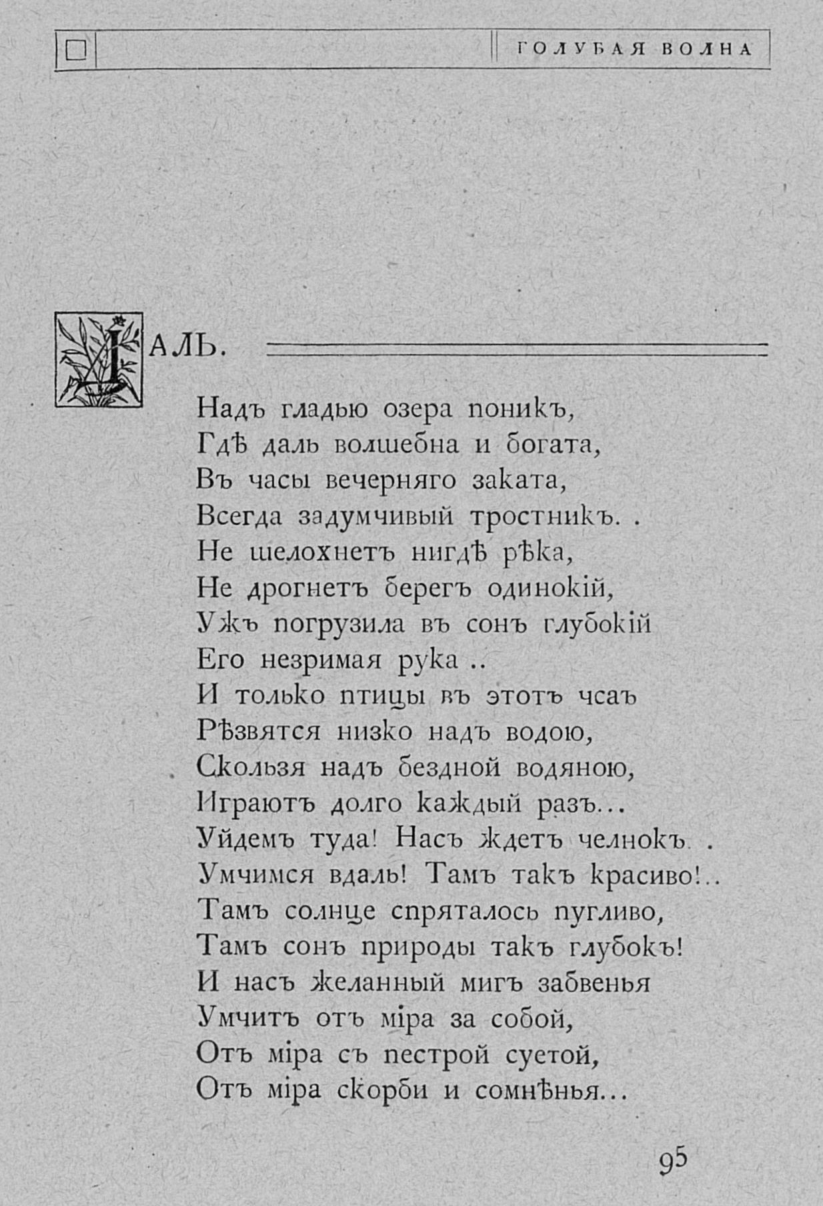 ГОЛУБАЯ ВОЛНА
ДАЛЬ.
Надъ гладью озера поникъ,
Гдѣ даль волшебна и богата,
Въ часы вечерняго заката,
Всегда задумчивый тростникъ. .
Не шелохнетъ нигдѣ рѣка,
Не дрогнетъ берегъ одинокій,
Ужъ погрузила въ сонъ глубокій
Его незримая рука ..
И только птицы въ этотъ чсаъ
Рѣзвятся низко надъ водою,
Скользя надъ бездной водяною,
Играютъ долго каждый разъ...
Уйдемъ туда! Насъ ждетъ челнокъ. .
Умчимся вдаль! Тамъ такъ красиво!..
Тамъ солнце спряталось пугливо,
Тамъ сонъ природы такъ глубокъ!
И насъ желанный мигъ забвенья
Умчитъ отъ міра за собой,
Отъ міра съ пестрой суетой,
Отъ міра скорби и сомнѣнья...
95